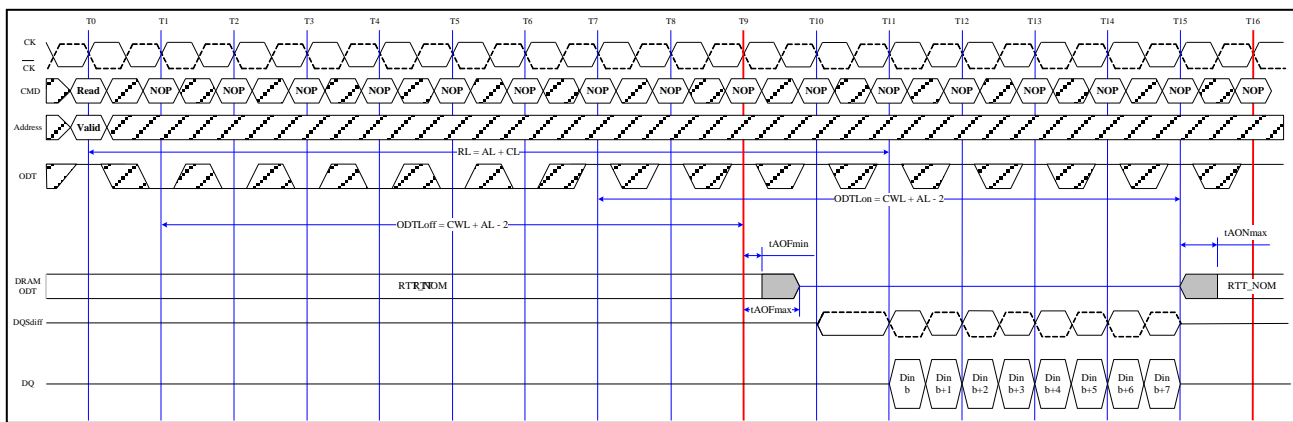 T0 T1 T2 T3 T4 T5 T6 T7 T8 T9 T10 T11 T12 T13 T14 T15 T16
CK
CK
CMD Read NOP NOP NOP NOP NOP NOP NOP NOP NOP NOP NOP NOP NOP NOP NOP NOP
Address Valid
RL = AL + CL
ODT
ODTLon = CWL + AL - 2
ODTLoff = CWL + AL - 2
tAOFmin tAONmax
DRAM
ODT
RTT_NOM RTT_NOM
tAOFmax
DQSdiff
Din Din Din Din Din Din Din Din
DQ
b b+1 b+2 b+3 b+4 b+5 b+6 b+7